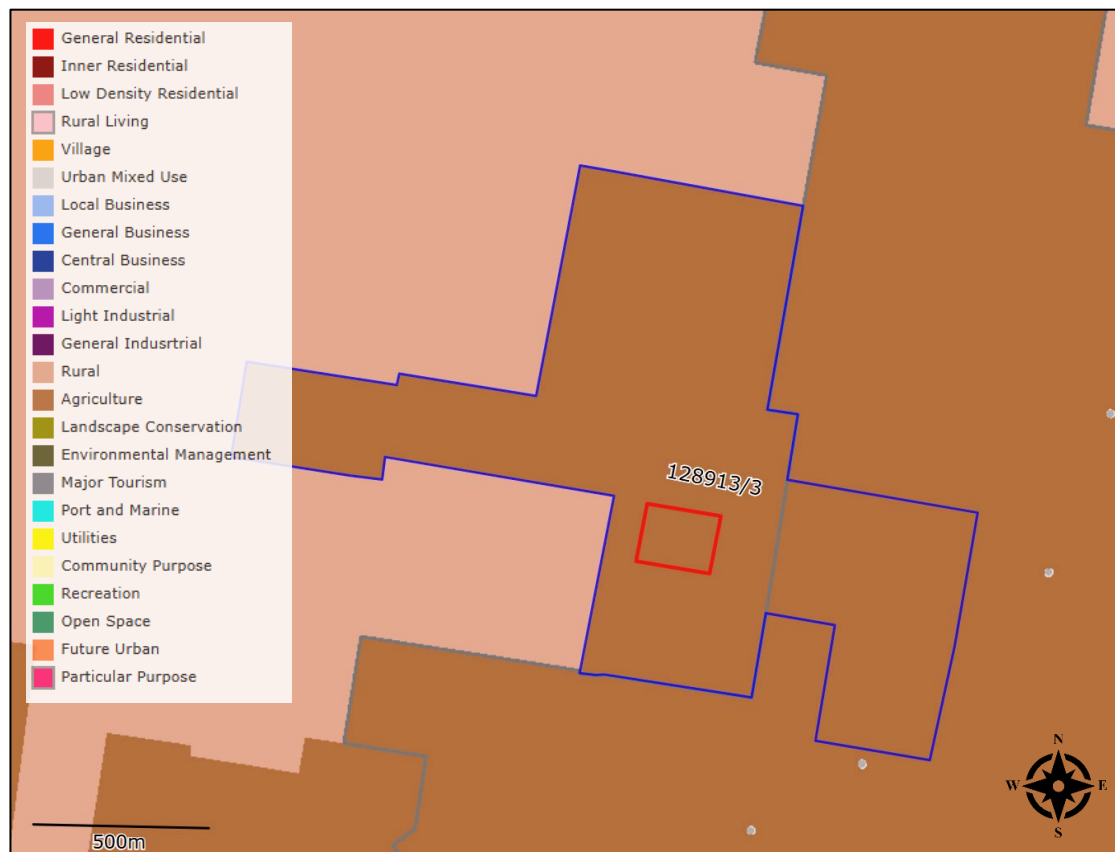 General Residential
Inner Residential
Low Density Residential
Rural Living
Village
Urban Mixed Use
Local Business
General Business
Central Business
Commercial
Light Industrial
General Indusrtrial
Rural
Agriculture
Landscape Conservation
Environmental Management
Major Tourism
Port and Marine
Utilities
Community Purpose
Recreation
Open Space
Future Urban
Particular Purpose
128913/3
N
W E
S
500m